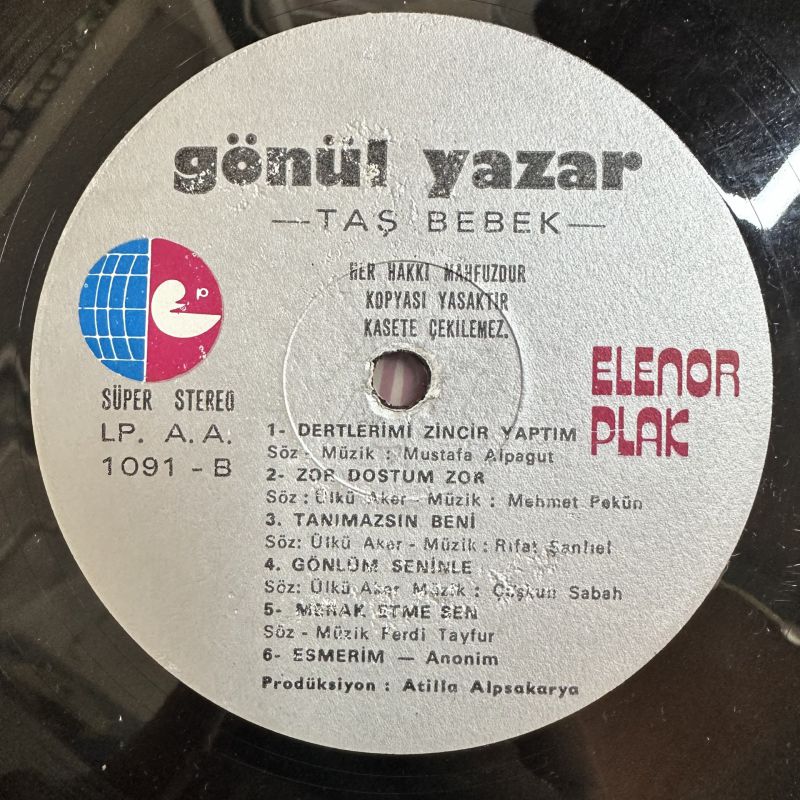 gönül yazar
—TAŞ BEBEK—
HER HAKKI MAHFUZDUR
KOPYASI YASAKTIR
KASETE ÇEKİLEMEZ.
ep
SÜPER STEREO
LP. A. A.
1091 - B
ELENOR
PLAK
1- DERTLERİMİ ZİNCİR YAPTIM
Söz - Müzik : Mustafa Alpagut
2- ZOR DOSTUM ZOR
Söz : Ülkü Aker - Müzik : Mehmet Pekün
3. TANIMAZSIN BENİ
Söz: Ülkü Aker - Müzik : Rıfat Şanlıel
4. GÖNLÜM SENİNLE
Söz: Ülkü Aker Müzik : Coşkun Sabah
5- MERAK ETME SEN
Söz - Müzik Ferdi Tayfur
6- ESMERİM — Anonim
Prodüksiyon : Atilla Alpsakarya